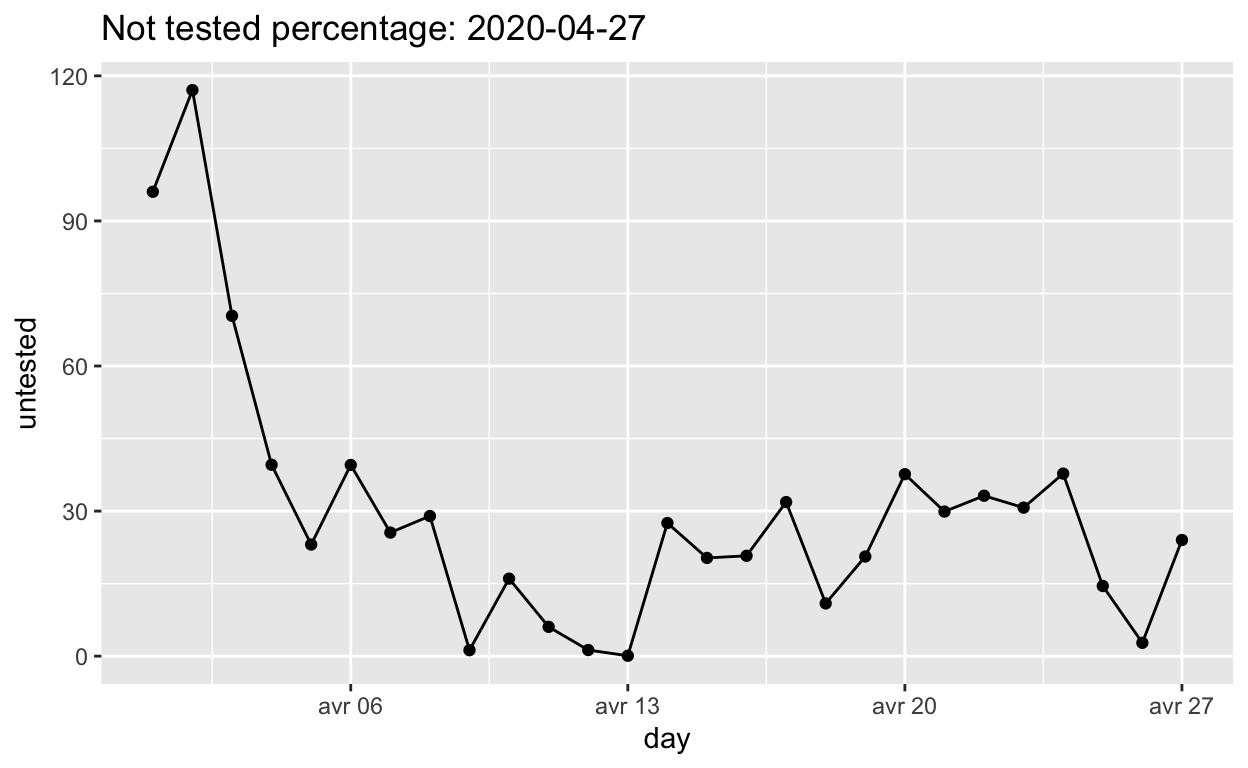 Not tested percentage: 2020-04-27
120
90
60
30
0
untested
avr 06
avr 13
avr 20
avr 27
day